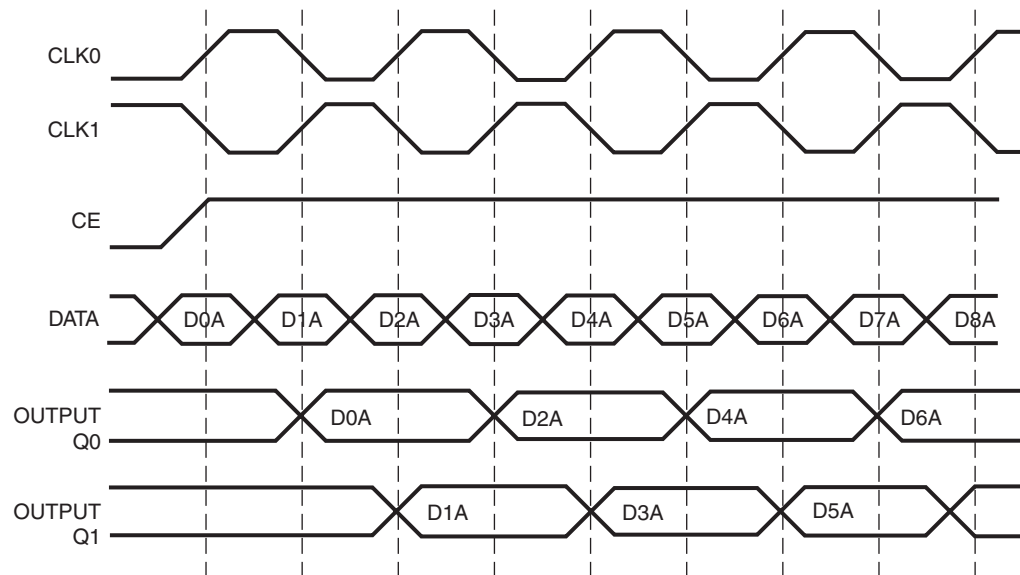 CLK0
CLK1
CE
DATA D0A D1A D2A D3A D4A D5A D6A D7A D8A
OUTPUT Q0 D0A D2A D4A D6A
OUTPUT Q1 D1A D3A D5A